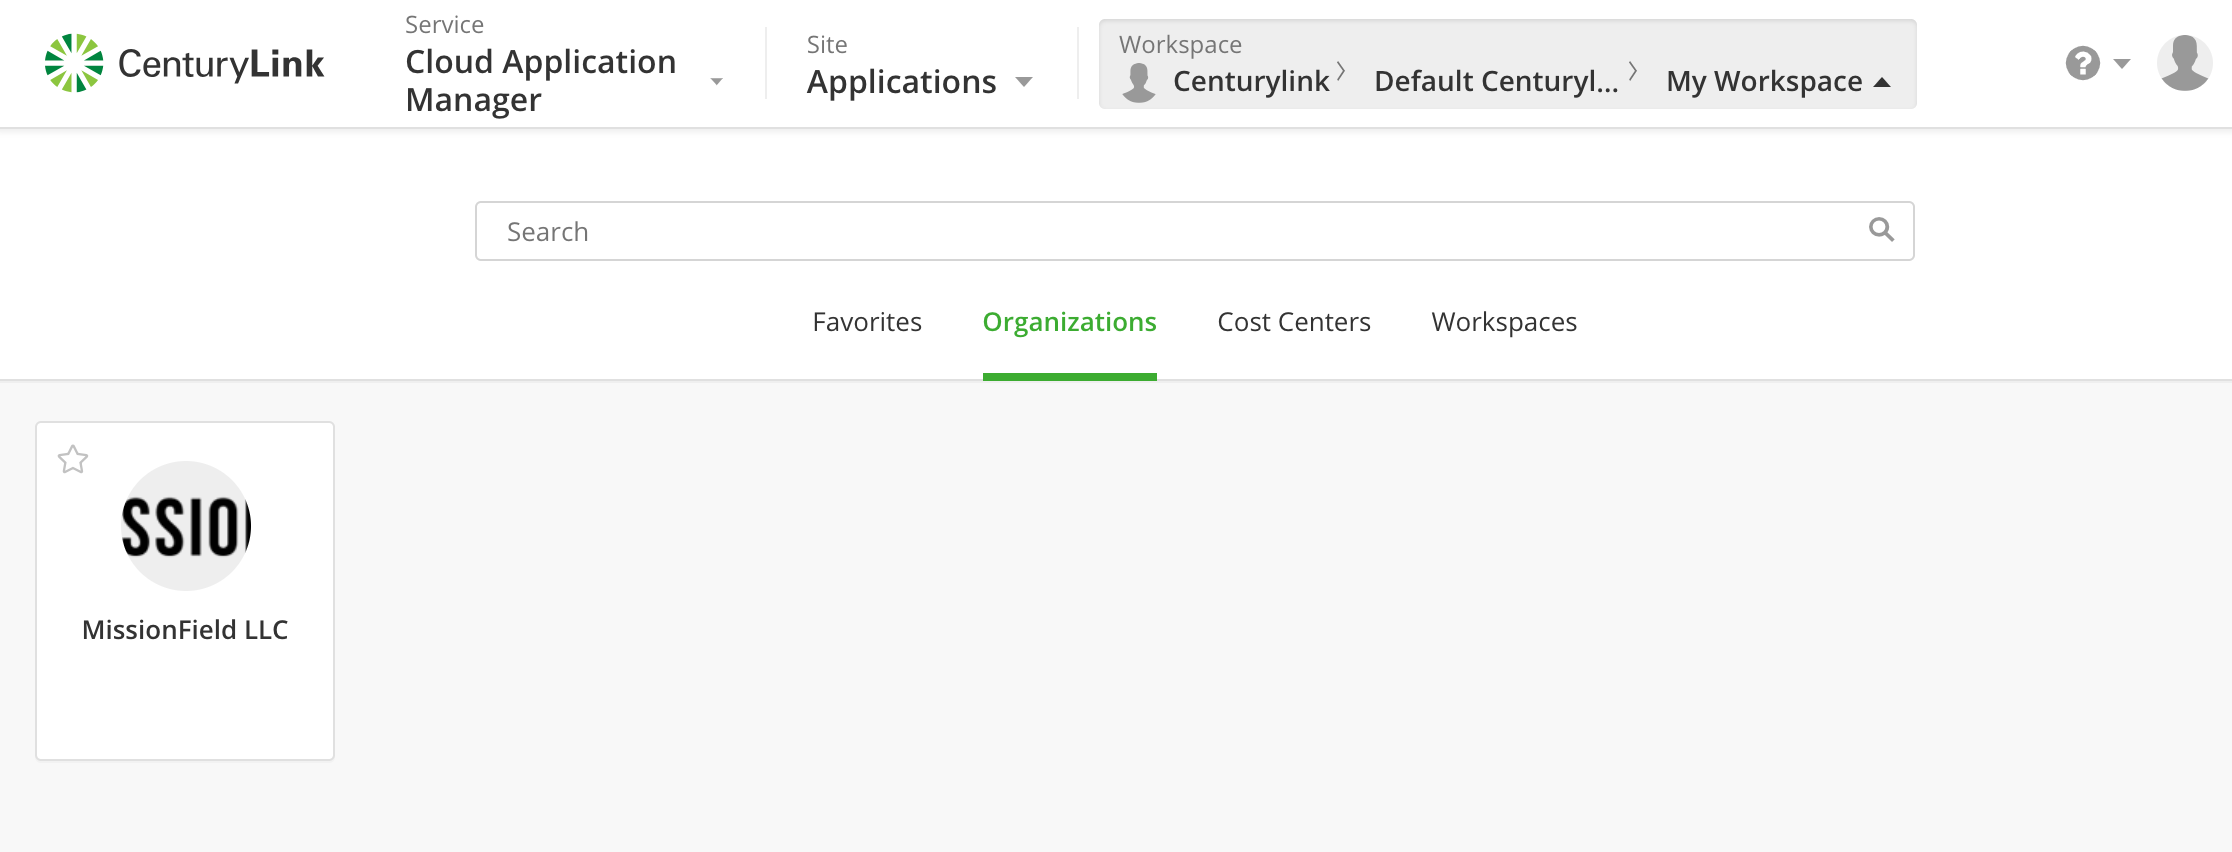 CenturyLink
Service
Cloud Application
Manager
Site
Applications
Workspace
Centurylink
Default Centuryl...
My Workspace
?
Search
Favorites
Organizations
Cost Centers
Workspaces
SSIO
MissionField LLC